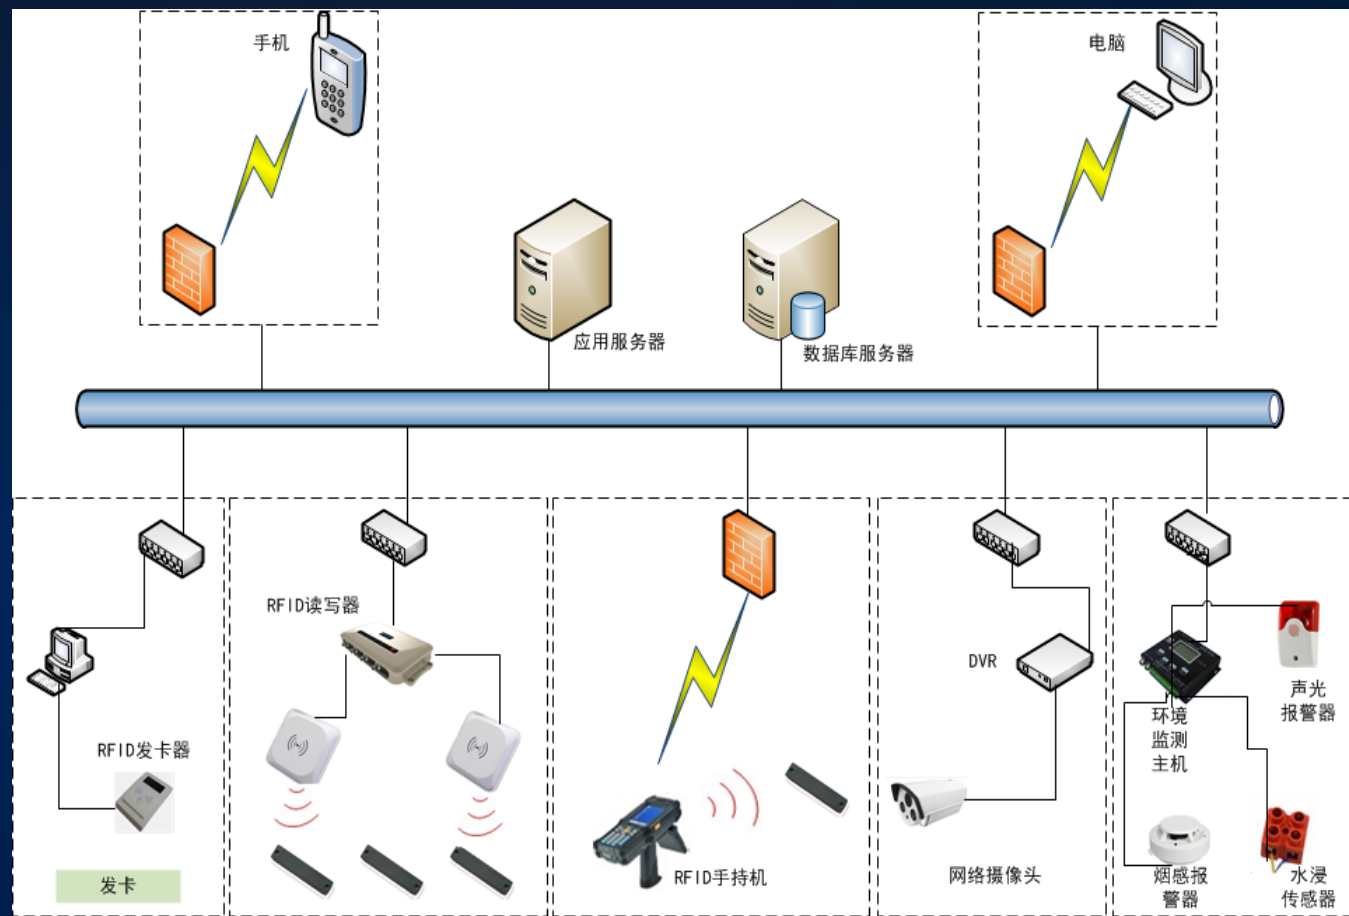 手机
电脑
应用服务器
数据库服务器
RFID读写器
DVR
声光
报警器
环境
监测
主机
RFID发卡器
RFID手持机
网络摄像头
发卡
烟感报
警器
水浸
传感器